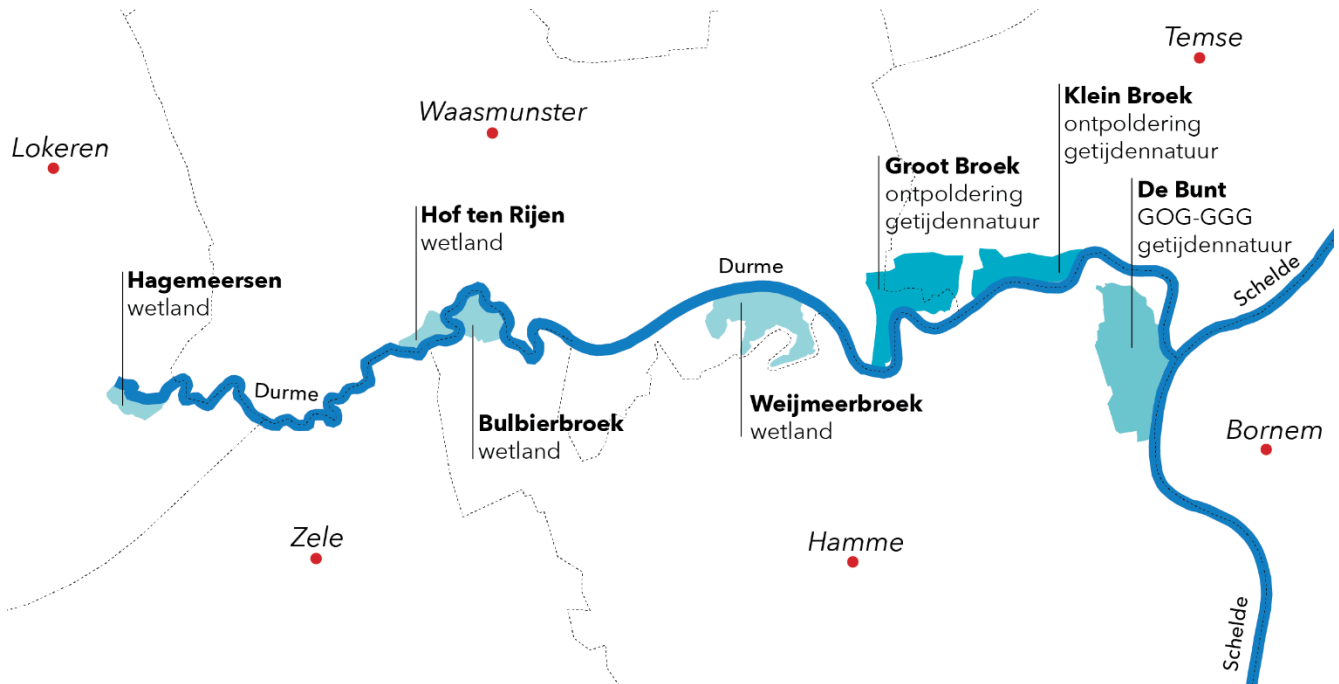 Temse
Klein Broek
ontpoldering
getijdennatuur
Waasmunster
Lokeren
Groot Broek
ontpoldering
getijdennatuur
De Bunt
GOG-GGG
getijdennatuur
Hof ten Rijen
wetland
Hagemeersen
wetland
Durme
Schelde
Durme
Bulbierbroek
wetland
Weijmeerbroek
wetland
Bornem
Zele
Hamme
Schelde